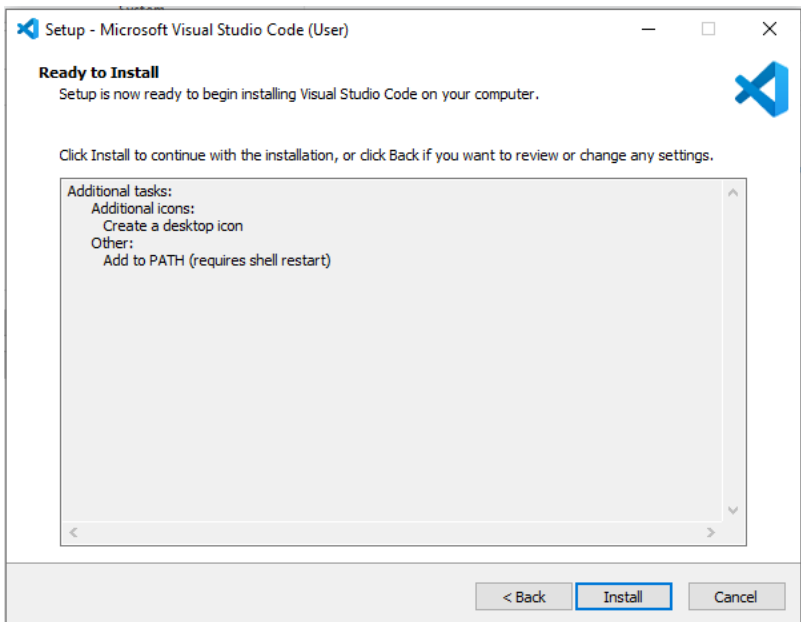 Setup - Microsoft Visual Studio Code (User)
Ready to Install
Setup is now ready to begin installing Visual Studio Code on your computer.
Click Install to continue with the installation, or click Back if you want to review or change any settings.
Additional tasks:
Additional icons:
Create a desktop icon
Other:
Add to PATH (requires shell restart)
< Back
Install
Cancel